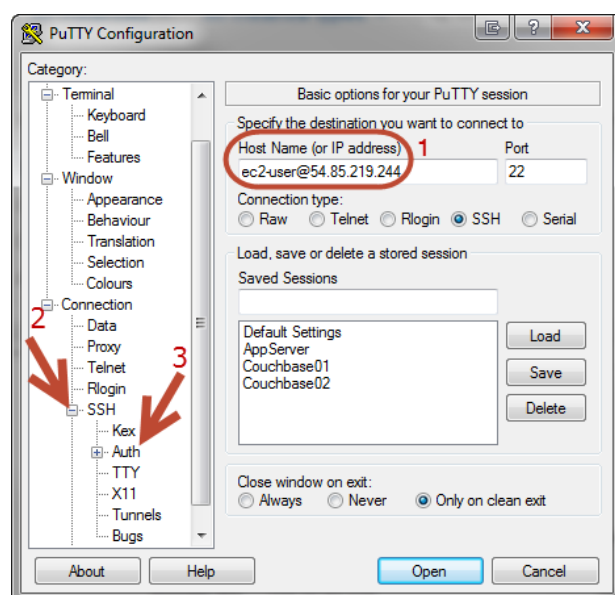 PuTTY Configuration
Category:
Terminal
Keyboard
Bell
Features
Window
Appearance
Behaviour
Translation
Selection
Colours
Connection
Data
Proxy
Telnet
Rlogin
SSH
Kex
Auth
TTY
X11
Tunnels
Bugs
2
3
Basic options for your PuTTY session
Specify the destination you want to connect to
Host Name (or IP address) 1 Port
ec2-user@54.85.219.244 22
Connection type:
Raw Telnet Rlogin SSH Serial
Load, save or delete a stored session
Saved Sessions
Default Settings
AppServer
Couchbase01
Couchbase02
Load
Save
Delete
Close window on exit:
Always Never Only on clean exit
About Help Open Cancel